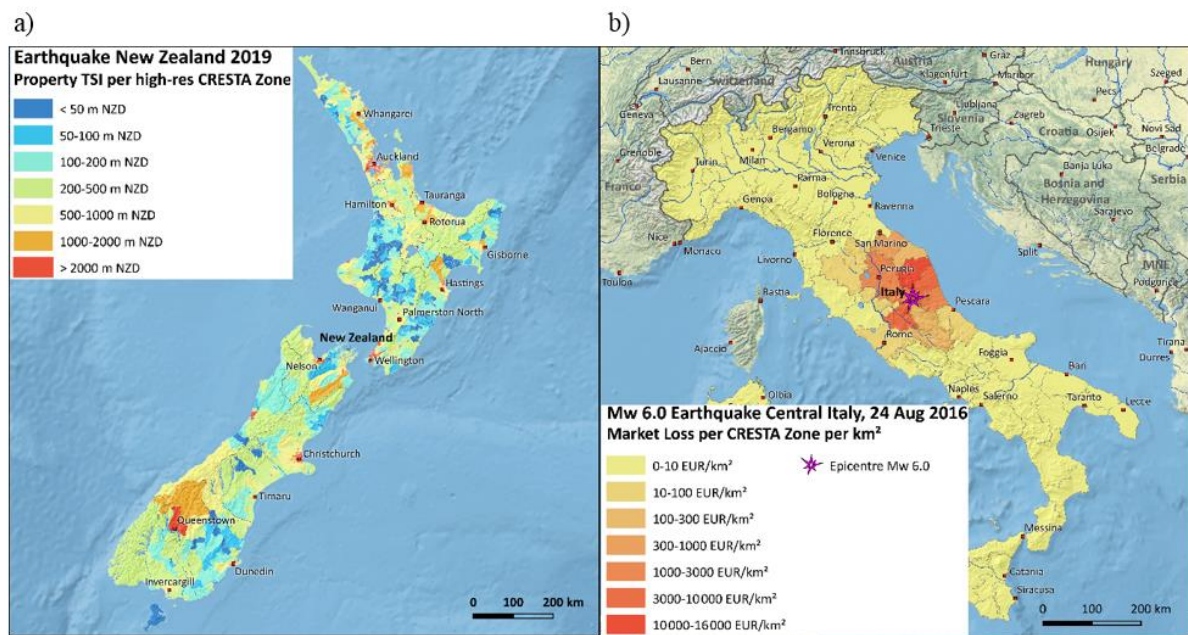 a)
Earthquake New Zealand 2019
Property TSI per high-res CRESTA Zone
< 50 m NZD
50-100 m NZD
100-200 m NZD
200-500 m NZD
500-1000 m NZD
1000-2000 m NZD
> 2000 m NZD
Whangarei
Auckland
Tauranga
Hamilton
Rotorua
Gisborne
Hastings
Wanganui
Palmerston North
New Zealand
Nelson
Wellington
Christchurch
Timaru
Queenstown
Dunedin
Invercargill
0 100 200 km
b)
Innsbruck
Austria
Graz
Hungary
Bern
Lausanne
Switzerland
Klagenfurt
Maribor
Szeged
Pecs
Geneva
Trento
Ljubljana
Slovenia
Zagreb
Bergamo
Trieste
Croatia
Osijek
Novi Sad
Grenoble
Milan
Verona
Venice
Belgrade
Turin
Banja Luka
France
Parma
Bosnia and
Herzegovina
Serbia
Bologna
Genoa
Ravenna
Sarajevo
Florence
San Marino
Nice
Monaco
Split
Livorno
MNE
Toulon
Perugia
Podgorica
Italy
Bastia
Pescara
Rome
Tirana
Ajaccio
Durres
Foggia
Bari
Olbia
Naples
Salerno
Taranto
Lecce
Mw 6.0 Earthquake Central Italy, 24 Aug 2016
Market Loss per CRESTA Zone per km²
0-10 EUR/km²
Epicentre Mw 6.0
10-100 EUR/km²
100-300 EUR/km²
300-1000 EUR/km²
1000-3000 EUR/km²
3000-10000 EUR/km²
10000-16000 EUR/km²
Messina
Catania
Siracusa
0 100 200 km